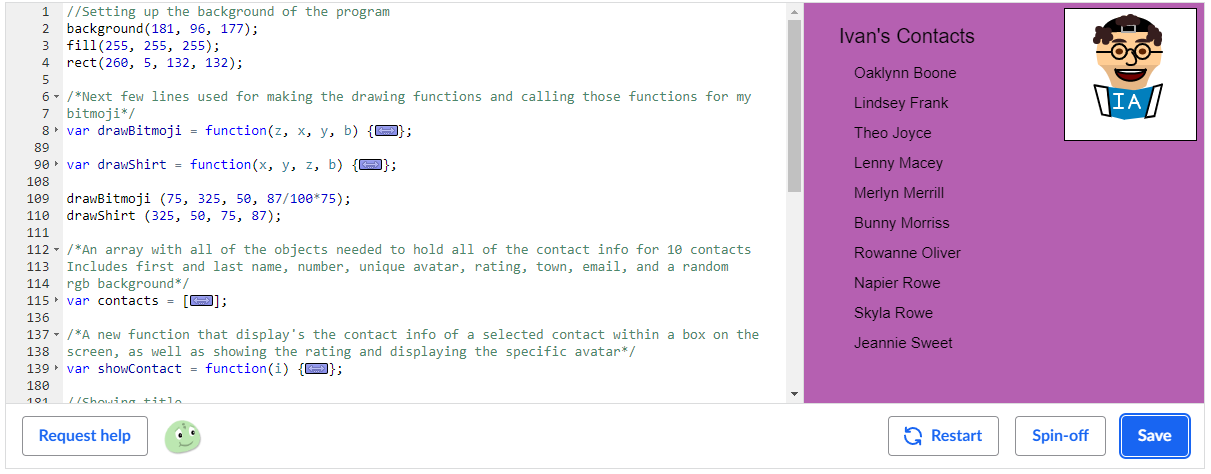 1 //Setting up the background of the program
2 background(181, 96, 177);
3 fill(255, 255, 255);
4 rect(260, 5, 132, 132);
5
6 /*Next few lines used for making the drawing functions and calling those functions for my
7 bitmoji*/
8 var drawBitmoji = function(z, x, y, b) {};
89
90 var drawShirt = function(x, y, z, b) {};
108
109 drawBitmoji (75, 325, 50, 87/100*75);
110 drawShirt (325, 50, 75, 87);
111
112 /*An array with all of the objects needed to hold all of the contact info for 10 contacts
113 Includes first and last name, number, unique avatar, rating, town, email, and a random
114 rgb background*/
115 var contacts = [];
136
137 /*A new function that display's the contact info of a selected contact within a box on the
138 screen, as well as showing the rating and displaying the specific avatar*/
139 var showContact = function(i) {};
180
181 //Showing title
Ivan's Contacts
Oaklynn Boone
Lindsey Frank
Theo Joyce
Lenny Macey
Merlyn Merrill
Bunny Morriss
Rowanne Oliver
Napier Rowe
Skyla Rowe
Jeannie Sweet
IA
Request help
Restart
Spin-off
Save